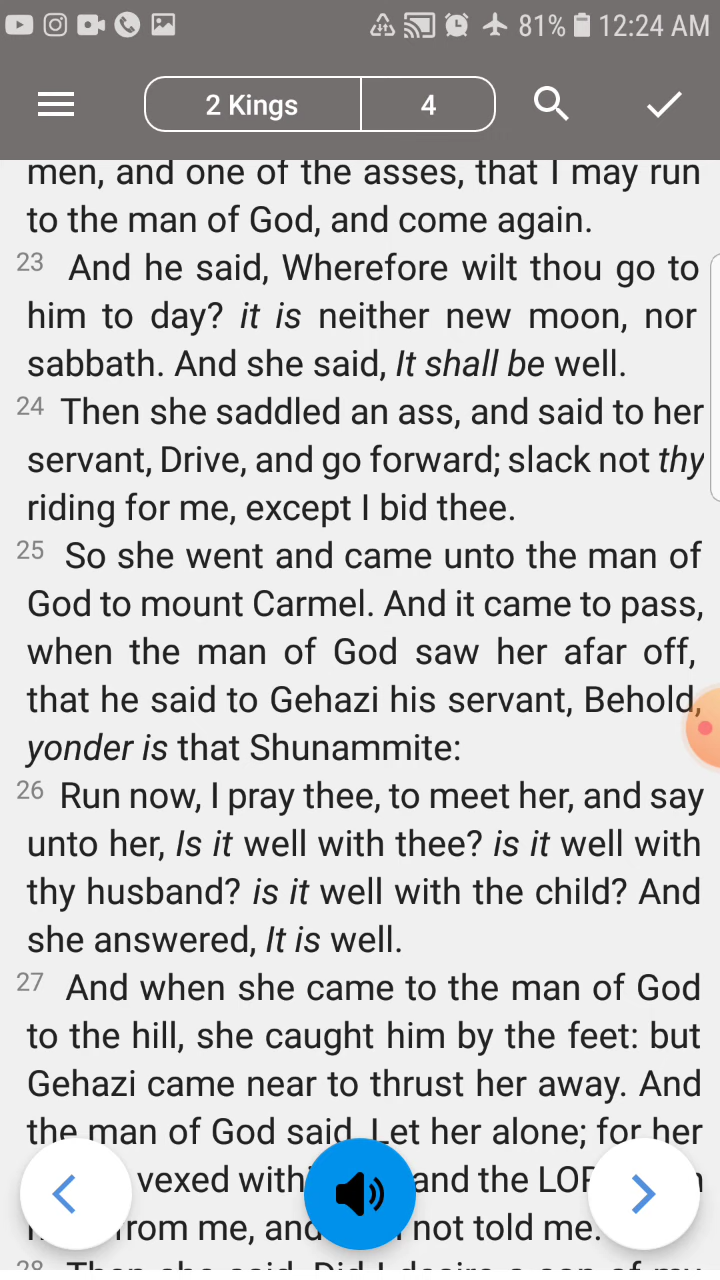 81% 12:24 AM
2 Kings 4
men, and one of the asses, that I may run
to the man of God, and come again.
23 And he said, Wherefore wilt thou go to
him to day? it is neither new moon, nor
sabbath. And she said, It shall be well.
24 Then she saddled an ass, and said to her
servant, Drive, and go forward; slack not thy
riding for me, except I bid thee.
25 So she went and came unto the man of
God to mount Carmel. And it came to pass,
when the man of God saw her afar off,
that he said to Gehazi his servant, Behold,
yonder is that Shunammite:
26 Run now, I pray thee, to meet her, and say
unto her, Is it well with thee? is it well with
thy husband? is it well with the child? And
she answered, It is well.
27 And when she came to the man of God
to the hill, she caught him by the feet: but
Gehazi came near to thrust her away. And
the man of God said, Let her alone; for her
vexed and the
from me, not told me.
28 Then she said, Did I desire a son of my